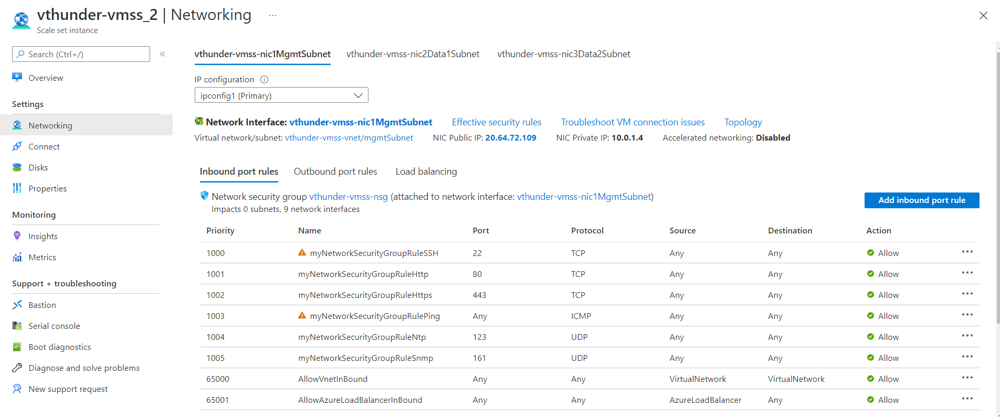 vthunder-vmss_2 | Networking ...
Scale set instance
Search (Ctrl+/)
«
Overview
Settings
Networking
Connect
Disks
Properties
Monitoring
Insights
Metrics
Support + troubleshooting
Bastion
Serial console
Boot diagnostics
Diagnose and solve problems
New support request
vthunder-vmss-nic1MgmtSubnet vthunder-vmss-nic2Data1Subnet vthunder-vmss-nic3Data2Subnet
IP configuration
ipconfig1 (Primary)
Network Interface: vthunder-vmss-nic1MgmtSubnet Effective security rules Troubleshoot VM connection issues Topology
Virtual network/subnet: vthunder-vmss-vnet/mgmtSubnet NIC Public IP: 20.64.72.109 NIC Private IP: 10.0.1.4 Accelerated networking: Disabled
Inbound port rules Outbound port rules Load balancing
Network security group vthunder-vmss-nsg (attached to network interface: vthunder-vmss-nic1MgmtSubnet)
Impacts 0 subnets, 9 network interfaces
Add inbound port rule
Priority Name Port Protocol Source Destination Action
1000 myNetworkSecurityGroupRuleSSH 22 TCP Any Any Allow ...
1001 myNetworkSecurityGroupRuleHttp 80 TCP Any Any Allow ...
1002 myNetworkSecurityGroupRuleHttps 443 TCP Any Any Allow ...
1003 myNetworkSecurityGroupRulePing Any ICMP Any Any Allow ...
1004 myNetworkSecurityGroupRuleNtp 123 UDP Any Any Allow ...
1005 myNetworkSecurityGroupRuleSnmp 161 UDP Any Any Allow ...
65000 AllowVnetInBound Any Any VirtualNetwork VirtualNetwork Allow ...
65001 AllowAzureLoadBalancerInBound Any Any AzureLoadBalancer Any Allow ...